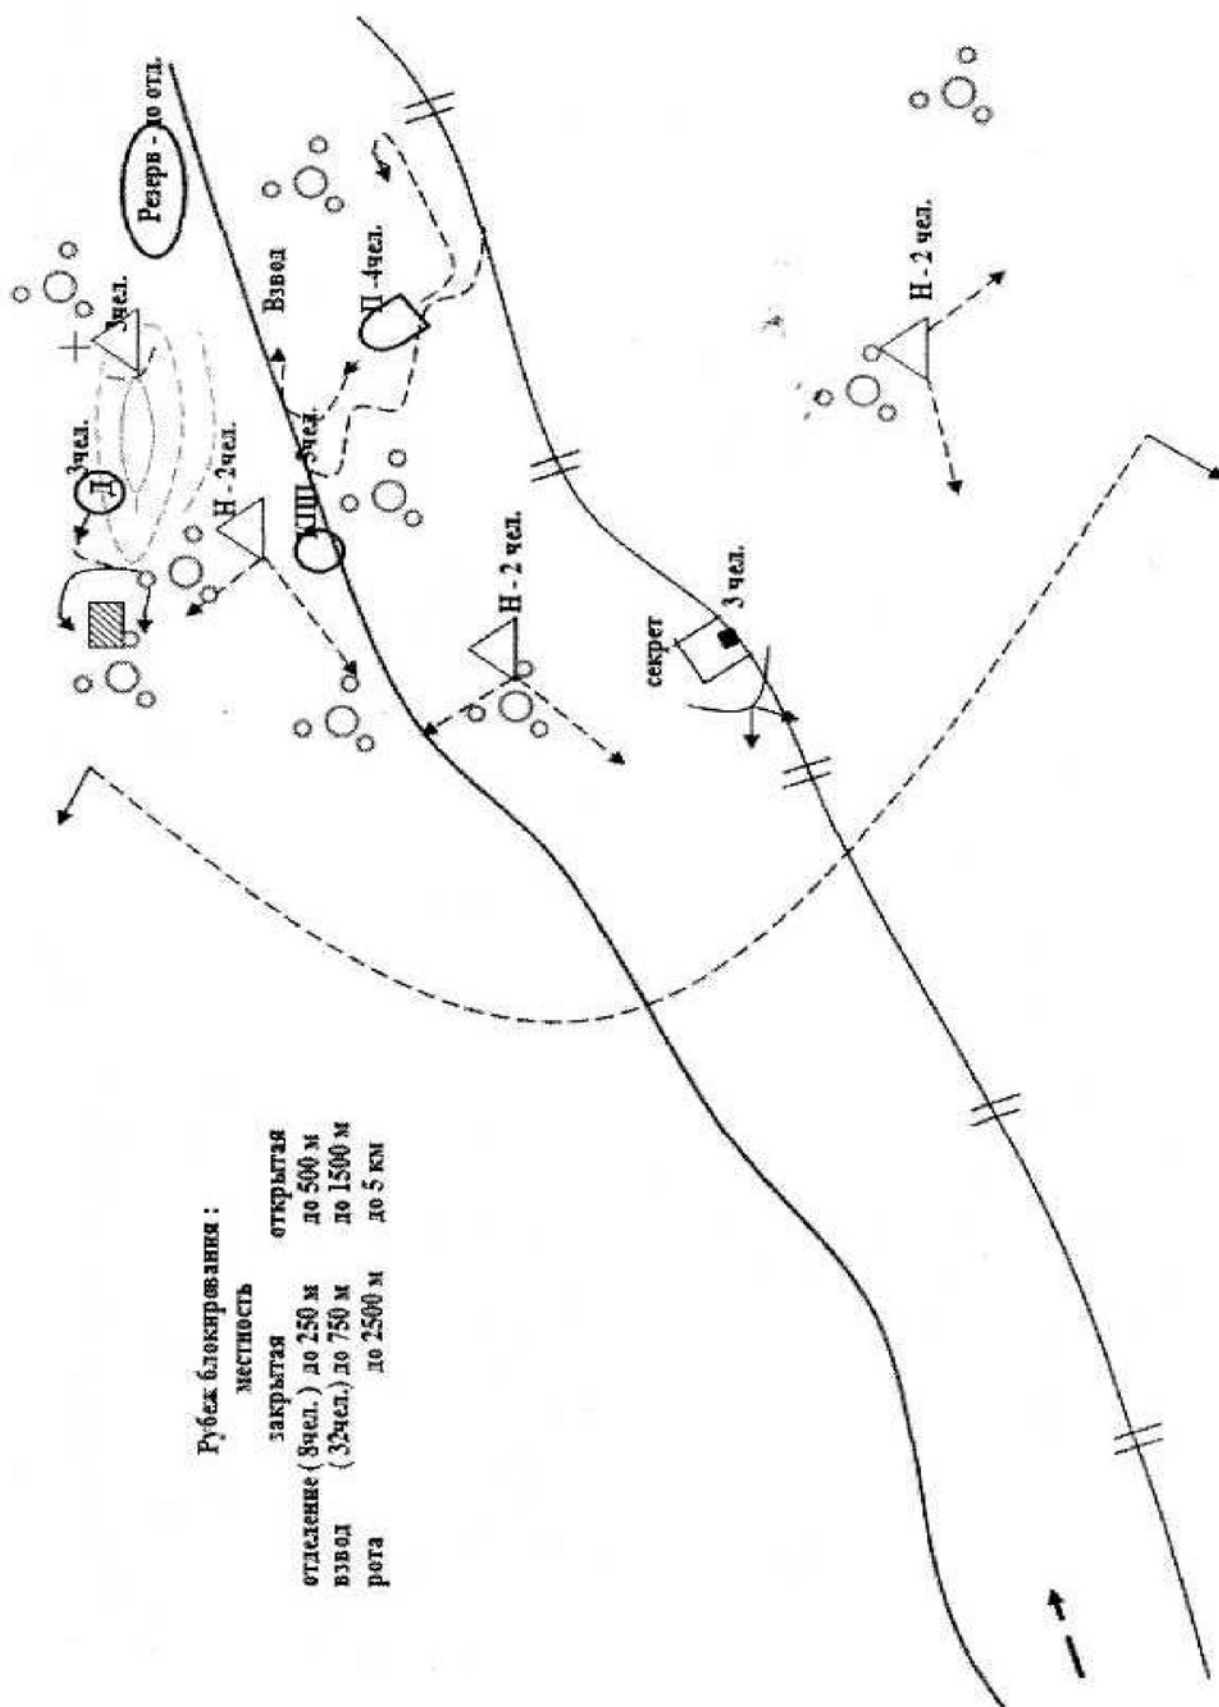 3чел.
Д
3чел.
Резерв - до отд.
Н - 2чел.
Взвод
П -4чел.
Рубеж блокирования :
местность
закрытая открытая
отделение ( 8чел. ) до 250 м до 500 м
взвод ( 32чел.) до 750 м до 1500 м
рота до 2500 м до 5 км
Н - 2 чел.
секрет
3 чел.
Н - 2 чел.